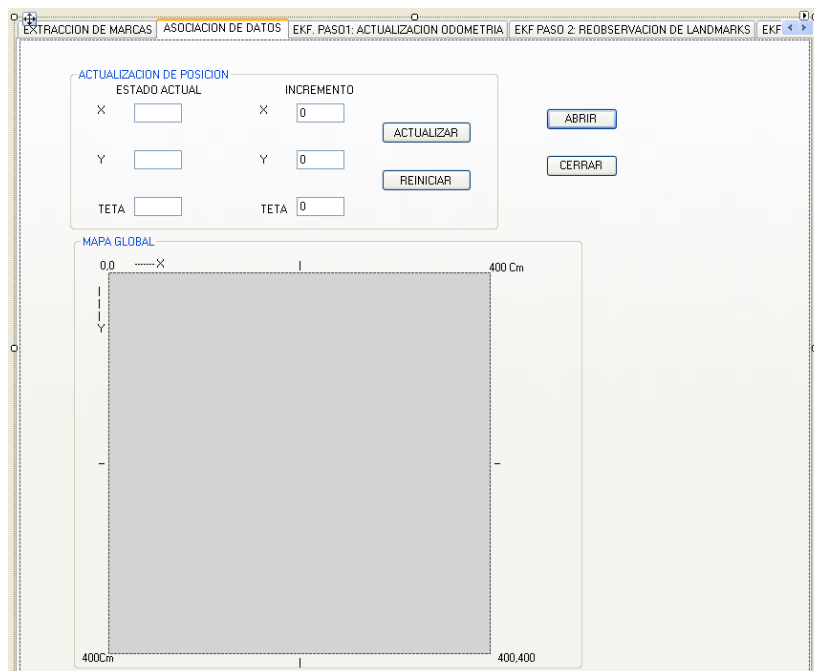 EXTRACCION DE MARCAS ASOCIACION DE DATOS EKF. PASO1: ACTUALIZACION ODOMETRIA EKF PASO 2: REOBSERVACION DE LANDMARKS EKF
ACTUALIZACION DE POSICION
ESTADO ACTUAL INCREMENTO
X X 0
ACTUALIZAR
ABRIR
Y Y 0
CERRAR
REINICIAR
TETA TETA 0
MAPA GLOBAL
0,0 -------X 400 Cm
Y
400Cm 400,400